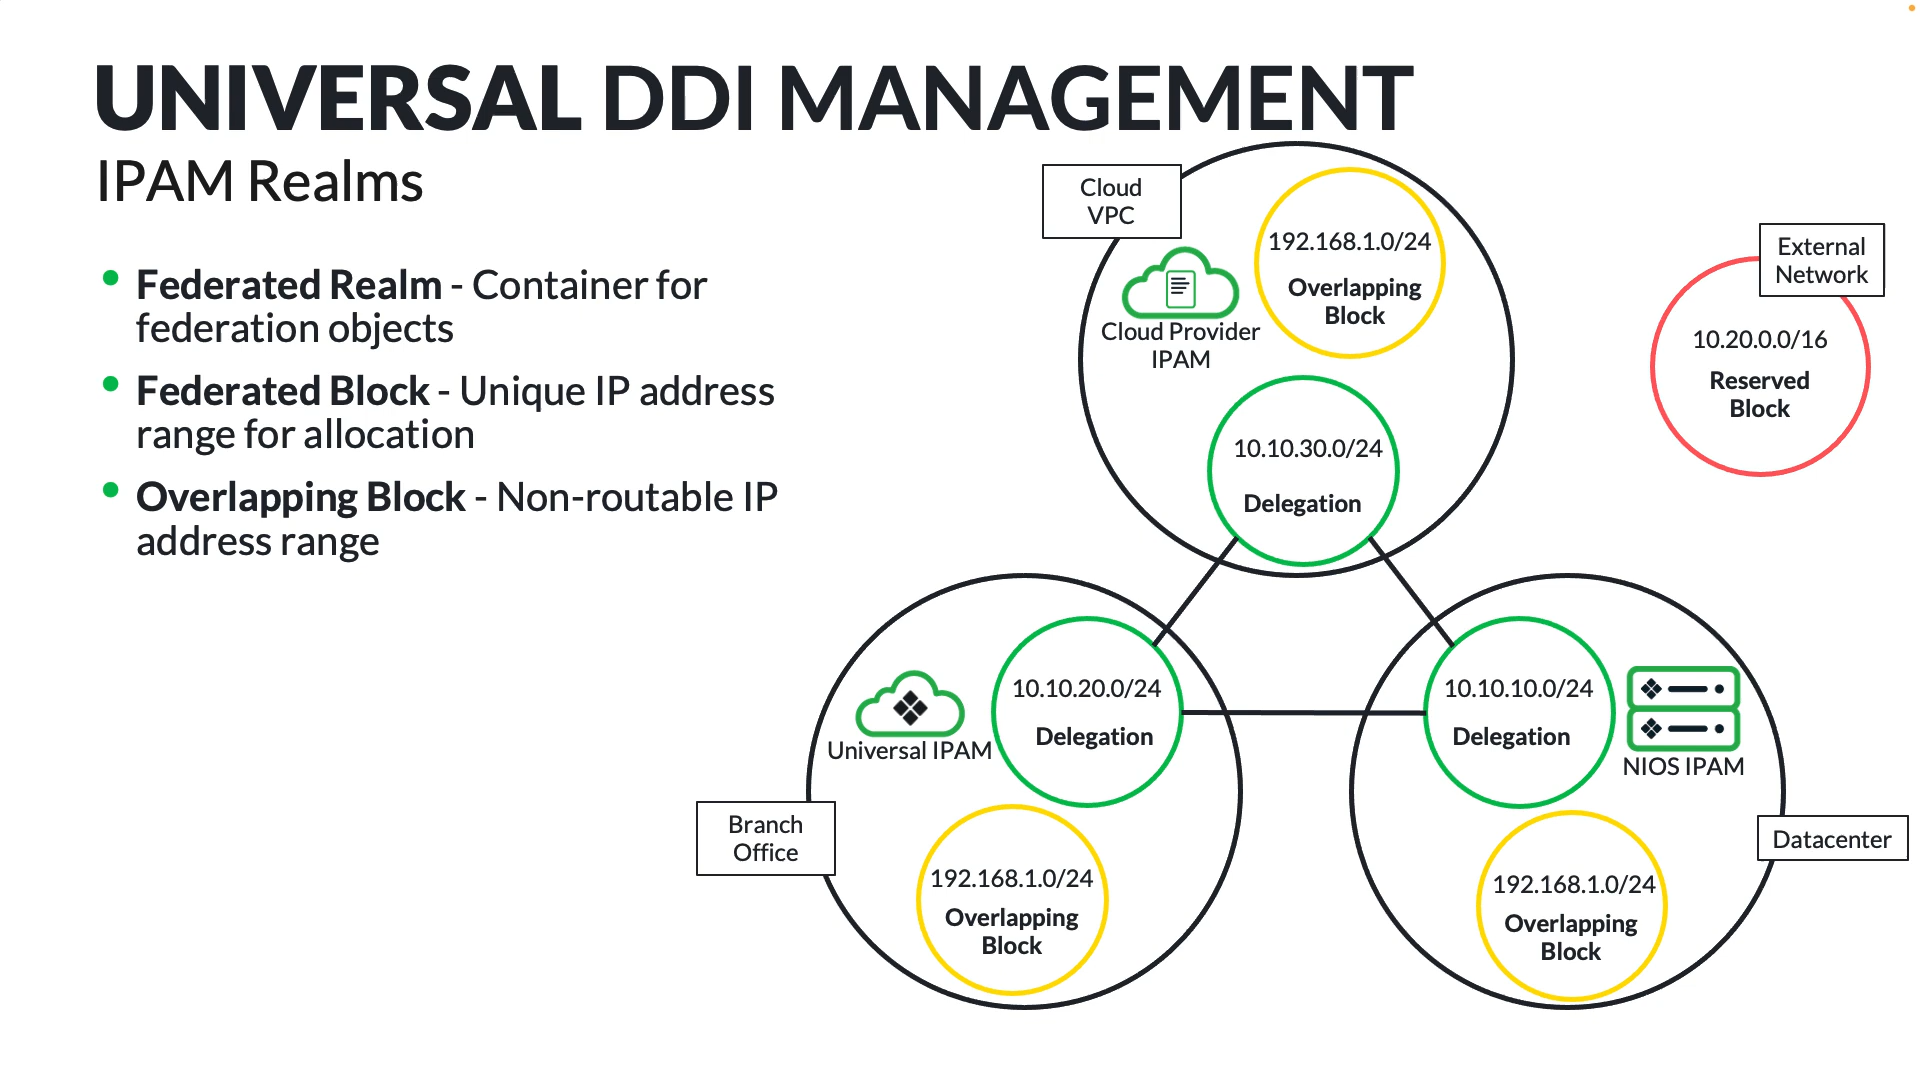 UNIVERSAL DDI MANAGEMENT
IPAM Realms
Federated Realm - Container for
federation objects
Federated Block - Unique IP address
range for allocation
Overlapping Block - Non-routable IP
address range
Cloud
VPC
192.168.1.0/24
Overlapping
Block
Cloud Provider
IPAM
10.10.30.0/24
Delegation
External
Network
10.20.0.0/16
Reserved
Block
10.10.20.0/24
Delegation
Universal IPAM
Branch
Office
192.168.1.0/24
Overlapping
Block
10.10.10.0/24
Delegation
NIOS IPAM
Datacenter
192.168.1.0/24
Overlapping
Block